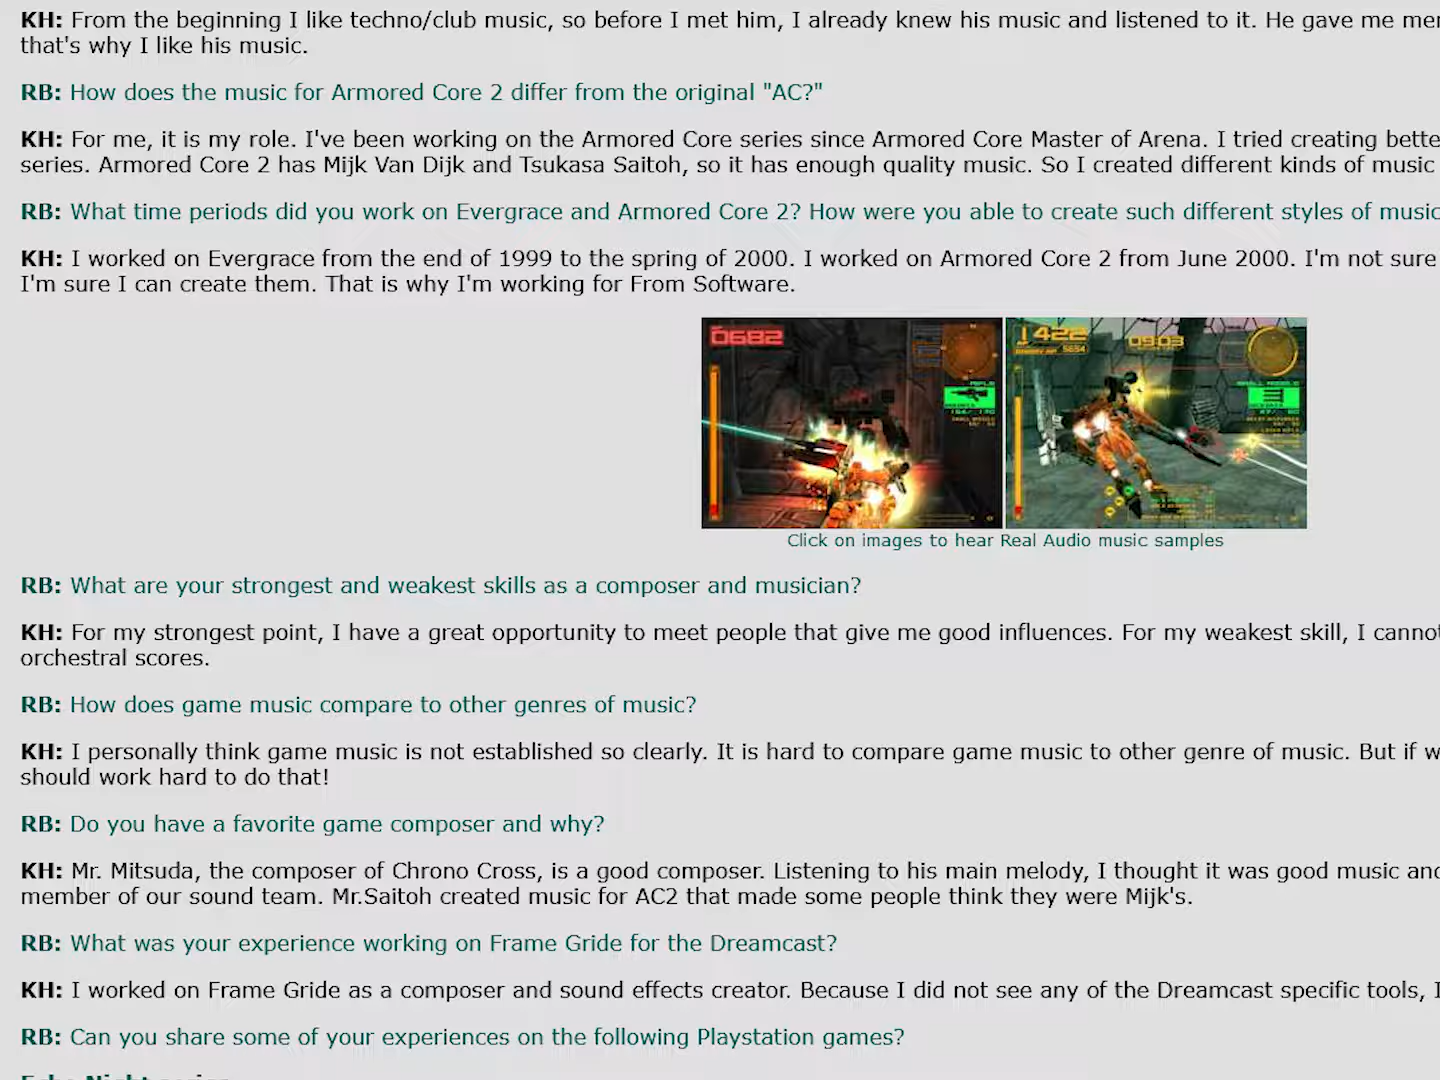 KH: From the beginning I like techno/club music, so before I met him, I already knew his music and listened to it. He gave me
that's why I like his music.
RB: How does the music for Armored Core 2 differ from the original "AC?"
KH: For me, it is my role. I've been working on the Armored Core series since Armored Core Master of Arena. I tried creating
series. Armored Core 2 has Mijk Van Dijk and Tsukasa Saitoh, so it has enough quality music. So I created different kinds of music
RB: What time periods did you work on Evergrace and Armored Core 2? How were you able to create such different styles of
KH: I worked on Evergrace from the end of 1999 to the spring of 2000. I worked on Armored Core 2 from June 2000. I'm not sure
I'm sure I can create them. That is why I'm working for From Software.
0682
1422
0903
Click on images to hear Real Audio music samples
RB: What are your strongest and weakest skills as a composer and musician?
KH: For my strongest point, I have a great opportunity to meet people that give me good influences. For my weakest skill, I
orchestral scores.
RB: How does game music compare to other genres of music?
KH: I personally think game music is not established so clearly. It is hard to compare game music to other genre of music. But if
should work hard to do that!
RB: Do you have a favorite game composer and why?
KH: Mr. Mitsuda, the composer of Chrono Cross, is a good composer. Listening to his main melody, I thought it was good music
member of our sound team. Mr.Saitoh created music for AC2 that made some people think they were Mijk's.
RB: What was your experience working on Frame Gride for the Dreamcast?
KH: I worked on Frame Gride as a composer and sound effects creator. Because I did not see any of the Dreamcast specific tools,
RB: Can you share some of your experiences on the following Playstation games?